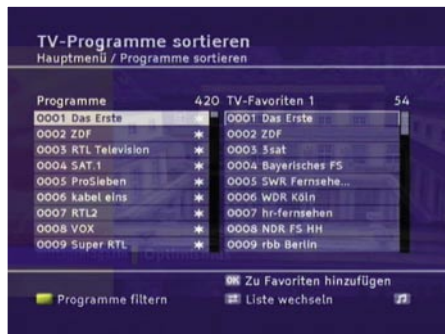 TV-Programme sortieren
Hauptmenü / Programme sortieren
Programme 420
0001 Das Erste
0002 ZDF
0003 RTL Television
0004 SAT.1
0005 ProSieben
0006 kabel eins
0007 RTL2
0008 VOX
0009 Super RTL
TV-Favoriten 1 54
0001 Das Erste
0002 ZDF
0003 3sat
0004 Bayerisches FS
0005 SWR Fernsehe...
0006 WDR Köln
0007 hr-fernsehen
0008 NDR FS HH
0009 rbb Berlin
OK Zu Favoriten hinzufügen
Programme filtern
Liste wechseln